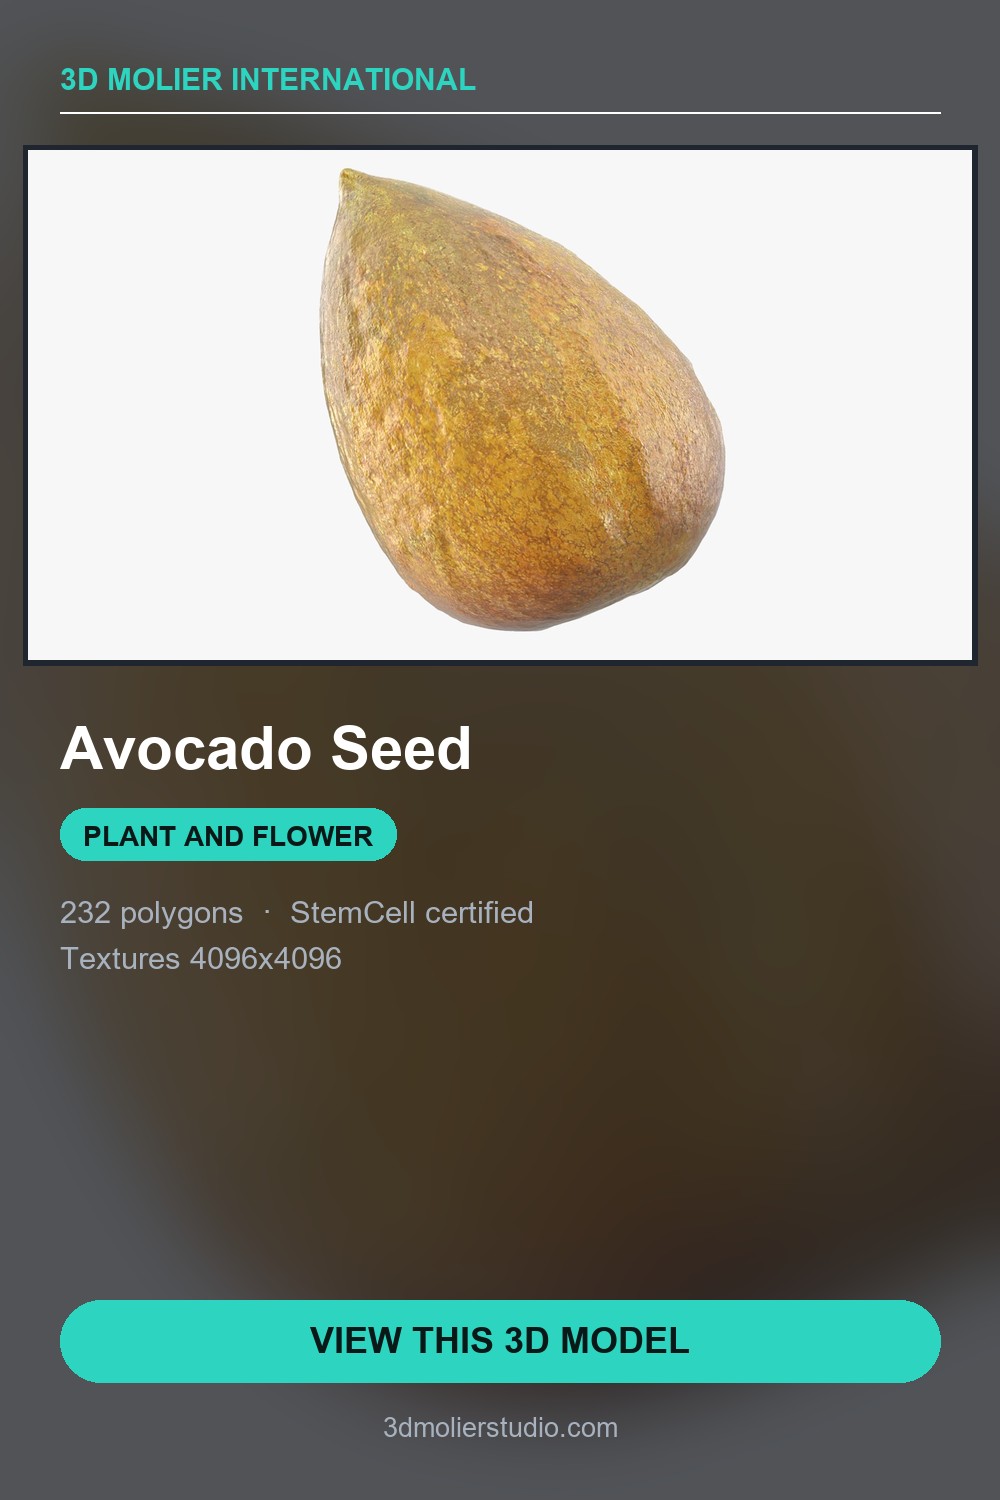 3D MOLIER INTERNATIONAL
Avocado Seed
PLANT AND FLOWER
232 polygons · StemCell certified
Textures 4096x4096
VIEW THIS 3D MODEL
3dmolierstudio.com